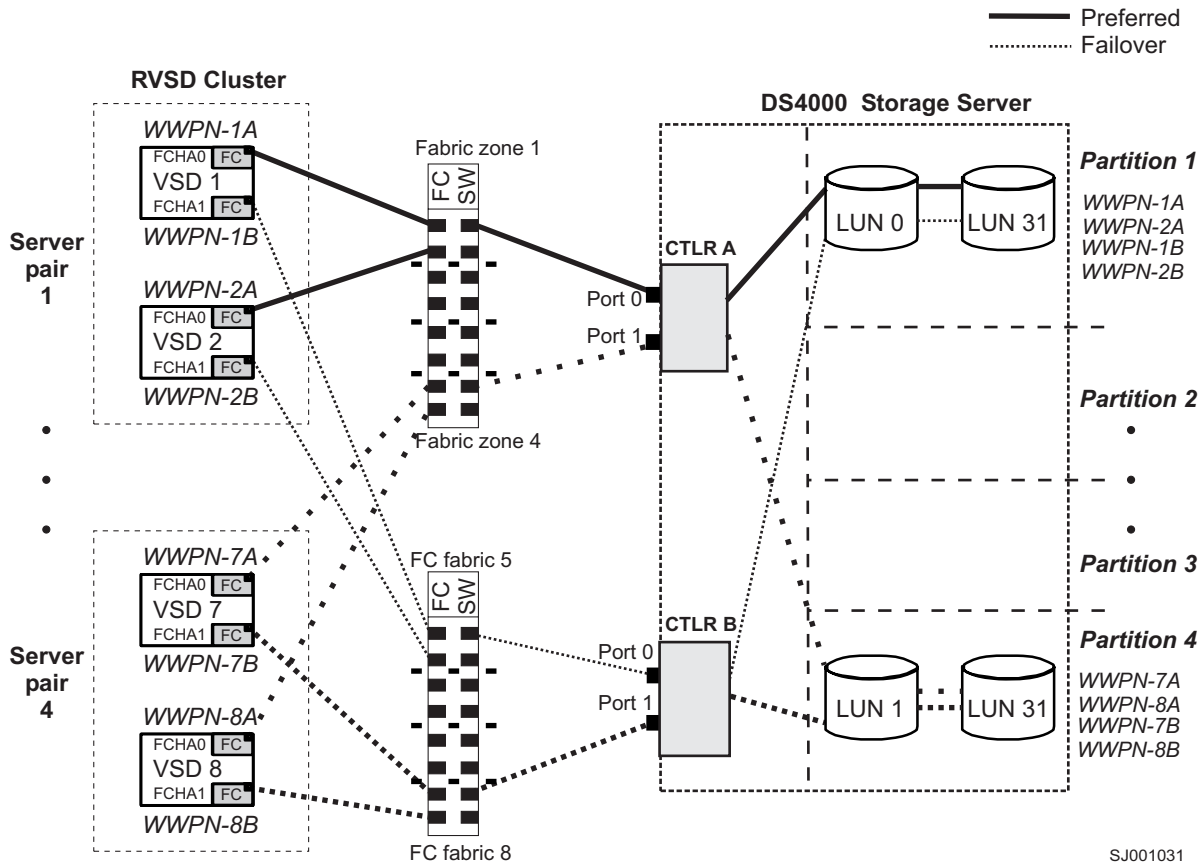 Preferred
Failover
RVSD Cluster
DS4000 Storage Server
WWPN-1A
FCHA0 FC
VSD 1
FCHA1 FC
WWPN-1B
Server
pair
1
WWPN-2A
FCHA0 FC
VSD 2
FCHA1 FC
WWPN-2B
Fabric zone 1
FC
SW
Fabric zone 4
CTLR A
Port 0
Port 1
LUN 0
LUN 31
Partition 1
WWPN-1A
WWPN-2A
WWPN-1B
WWPN-2B
Partition 2
Partition 3
Server
pair
4
WWPN-7A
FCHA0 FC
VSD 7
FCHA1 FC
WWPN-7B
WWPN-8A
FCHA0 FC
VSD 8
FCHA1 FC
WWPN-8B
FC fabric 5
FC
SW
FC fabric 8
CTLR B
Port 0
Port 1
LUN 1
LUN 31
Partition 4
WWPN-7A
WWPN-8A
WWPN-7B
WWPN-8B
SJ001031